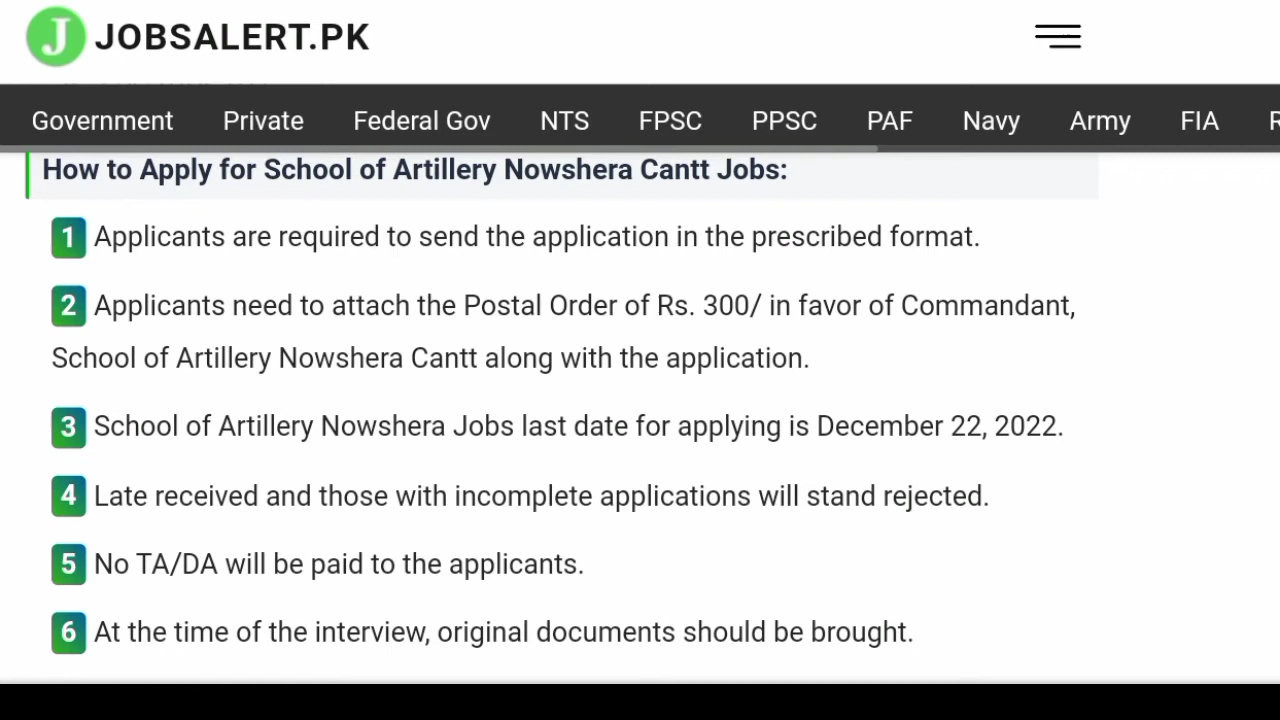 J JOBSALERT.PK
Government Private Federal Gov NTS FPSC PPSC PAF Navy Army FIA R
How to Apply for School of Artillery Nowshera Cantt Jobs:
1 Applicants are required to send the application in the prescribed format.
2 Applicants need to attach the Postal Order of Rs. 300/ in favor of Commandant,
School of Artillery Nowshera Cantt along with the application.
3 School of Artillery Nowshera Jobs last date for applying is December 22, 2022.
4 Late received and those with incomplete applications will stand rejected.
5 No TA/DA will be paid to the applicants.
6 At the time of the interview, original documents should be brought.